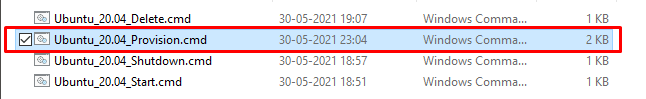 Ubuntu_20.04_Delete.cmd 30-05-2021 19:07 Windows Comma... 1 KB
Ubuntu_20.04_Provision.cmd 30-05-2021 23:04 Windows Comma... 2 KB
Ubuntu_20.04_Shutdown.cmd 30-05-2021 18:57 Windows Comma... 1 KB
Ubuntu_20.04_Start.cmd 30-05-2021 18:51 Windows Comma... 1 KB